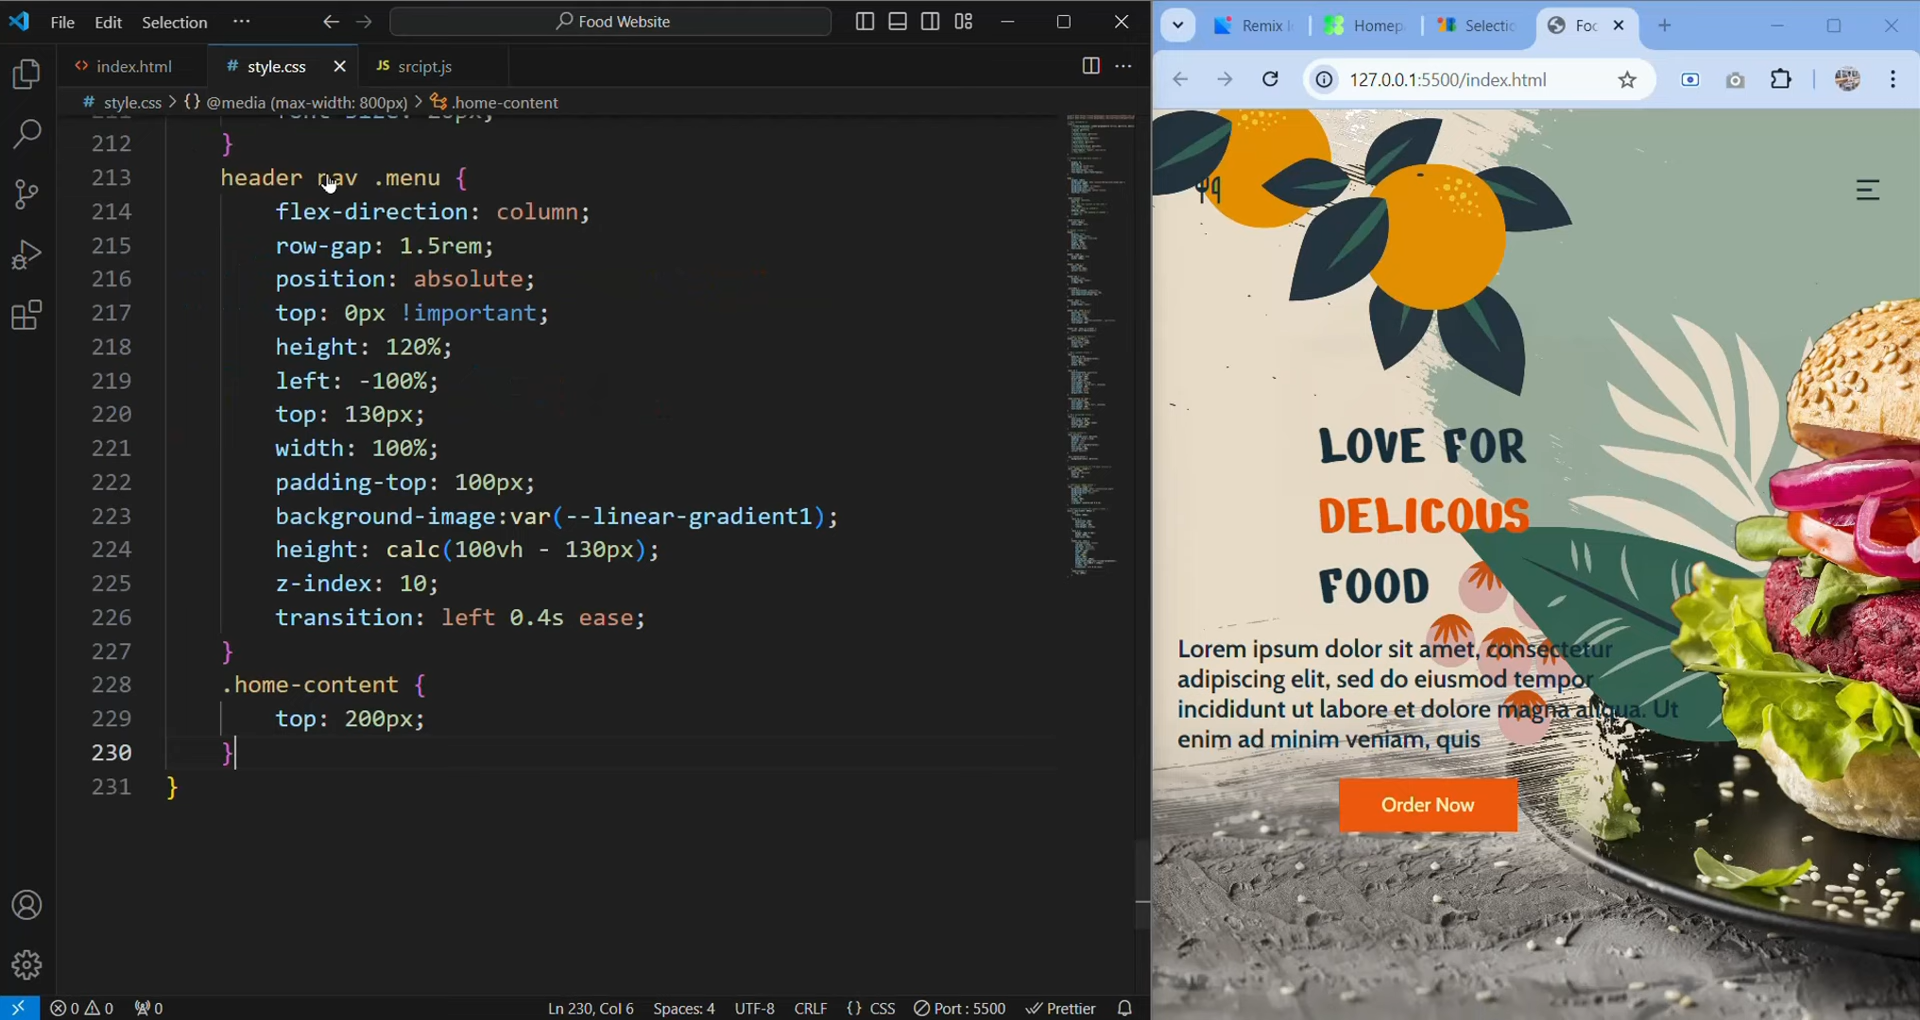 File Edit Selection ···
Food Website
index.html
# style.css
JS srcipt.js
# style.css > {} @media (max-width: 800px) > .home-content
212 }
213 header nav .menu {
214 flex-direction: column;
215 row-gap: 1.5rem;
216 position: absolute;
217 top: 0px !important;
218 height: 120%;
219 left: -100%;
220 top: 130px;
221 width: 100%;
222 padding-top: 100px;
223 background-image:var(--linear-gradient1);
224 height: calc(100vh - 130px);
225 z-index: 10;
226 transition: left 0.4s ease;
227 }
228 .home-content {
229 top: 200px;
230 }
231 }
0 0 0
Ln 230, Col 6 Spaces: 4 UTF-8 CRLF {} CSS Port : 5500 Prettier
Remix Homep Selectio Foo
127.0.0.1:5500/index.html
LOVE FOR
DELICOUS
FOOD
Lorem ipsum dolor sit amet, consectetur
adipiscing elit, sed do eiusmod tempor
incididunt ut labore et dolore magna aliqua. Ut
enim ad minim veniam, quis
Order Now